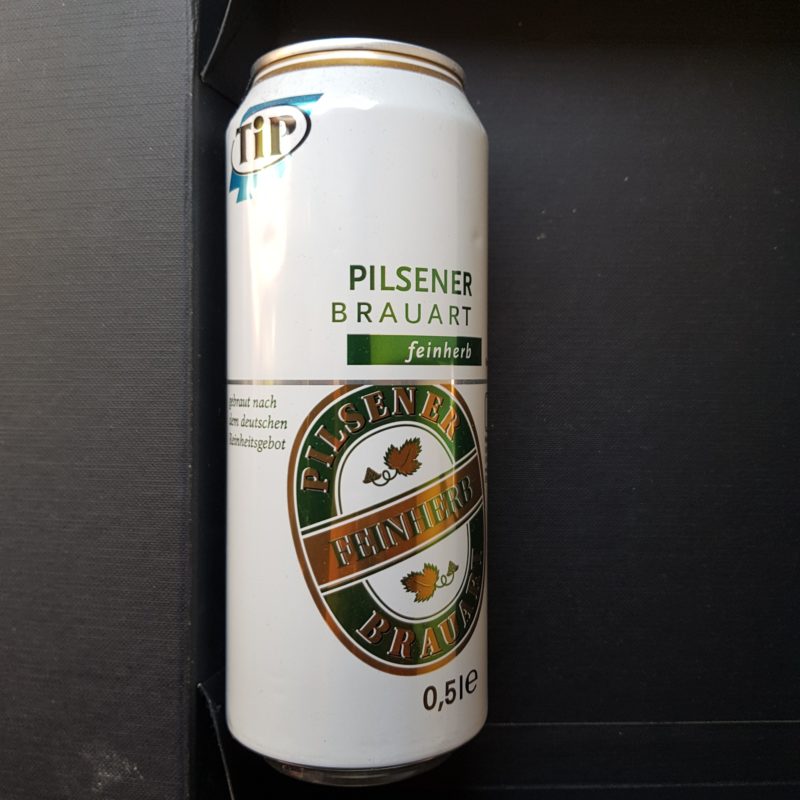 TiP
PILSENER
BRAUART
feinherb
gebraut nach
dem deutschen
Reinheitsgebot
PILSENER
FEINHERB
BRAUART
0,5l e